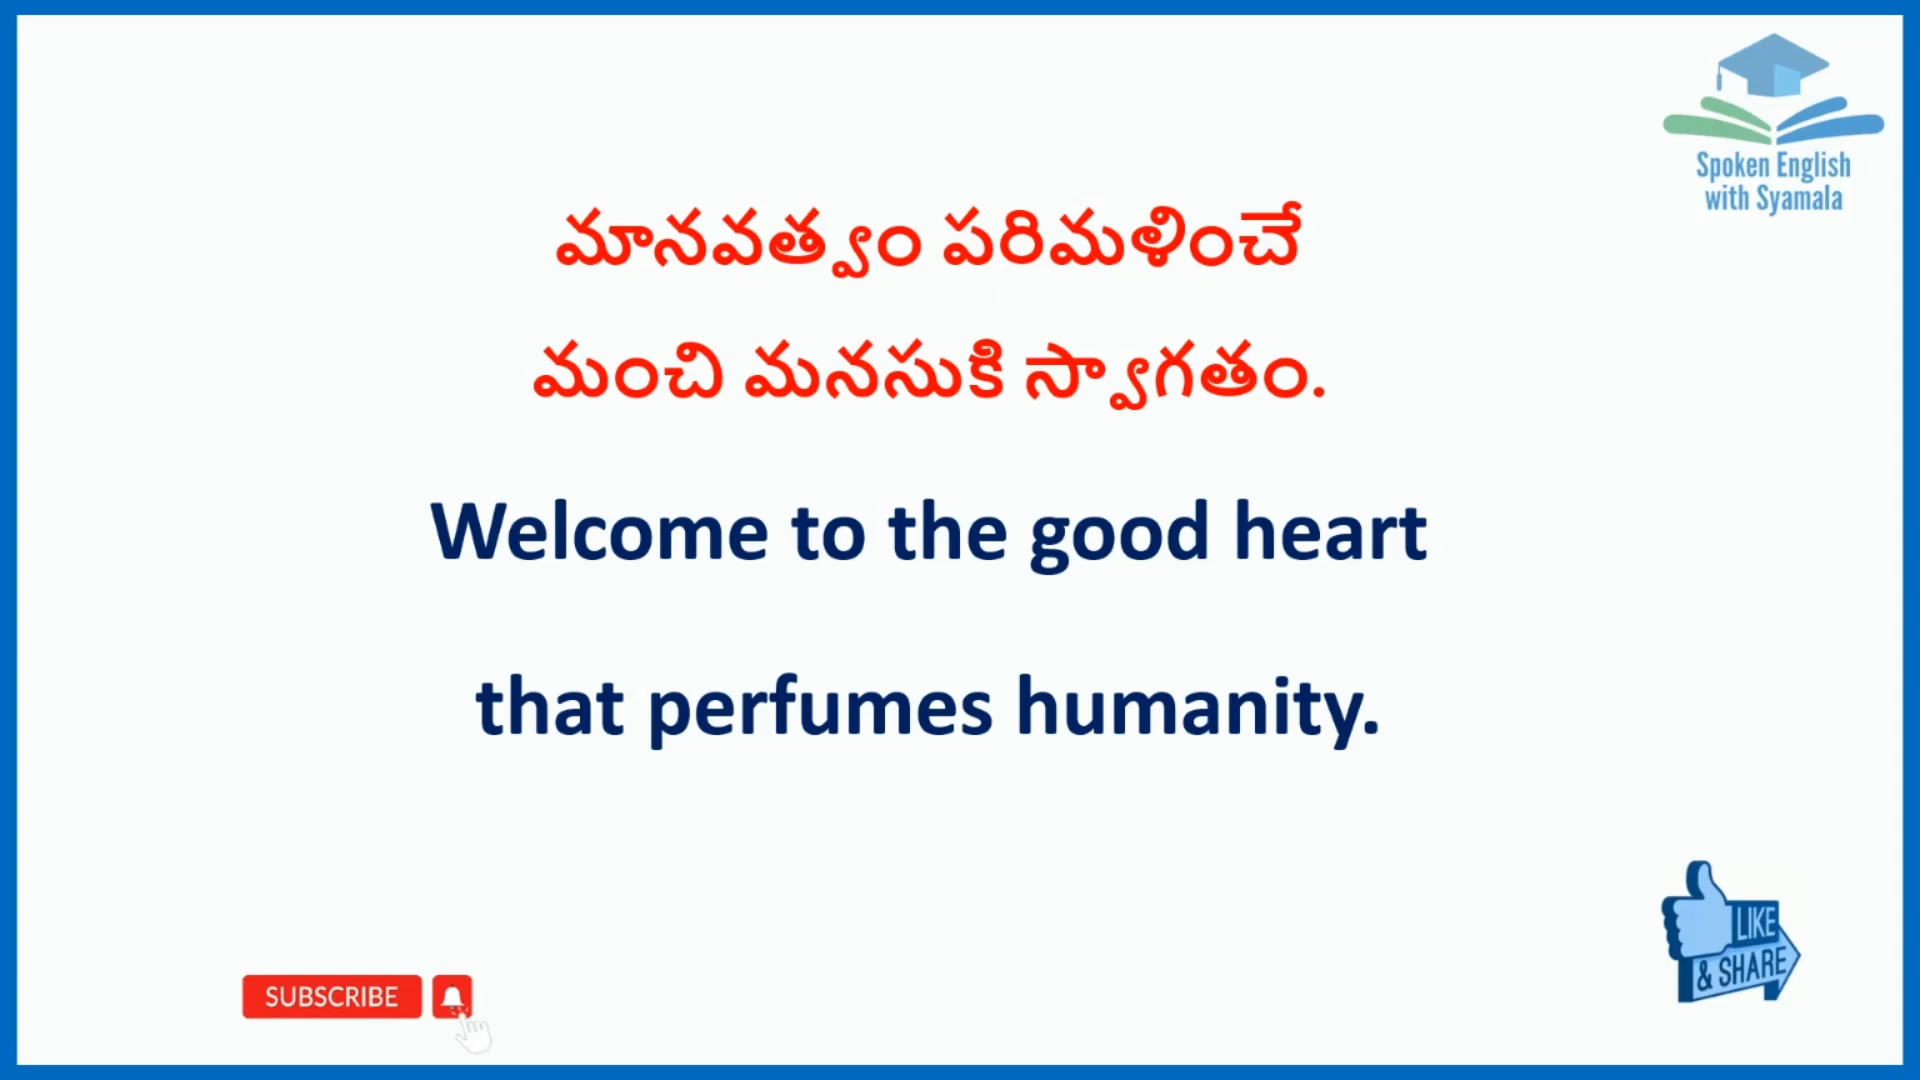 Spoken English
with Syamala
మానవత్వం పరిమళించే
మంచి మనసుకి స్వాగతం.
Welcome to the good heart
that perfumes humanity.
LIKE
& SHARE
SUBSCRIBE